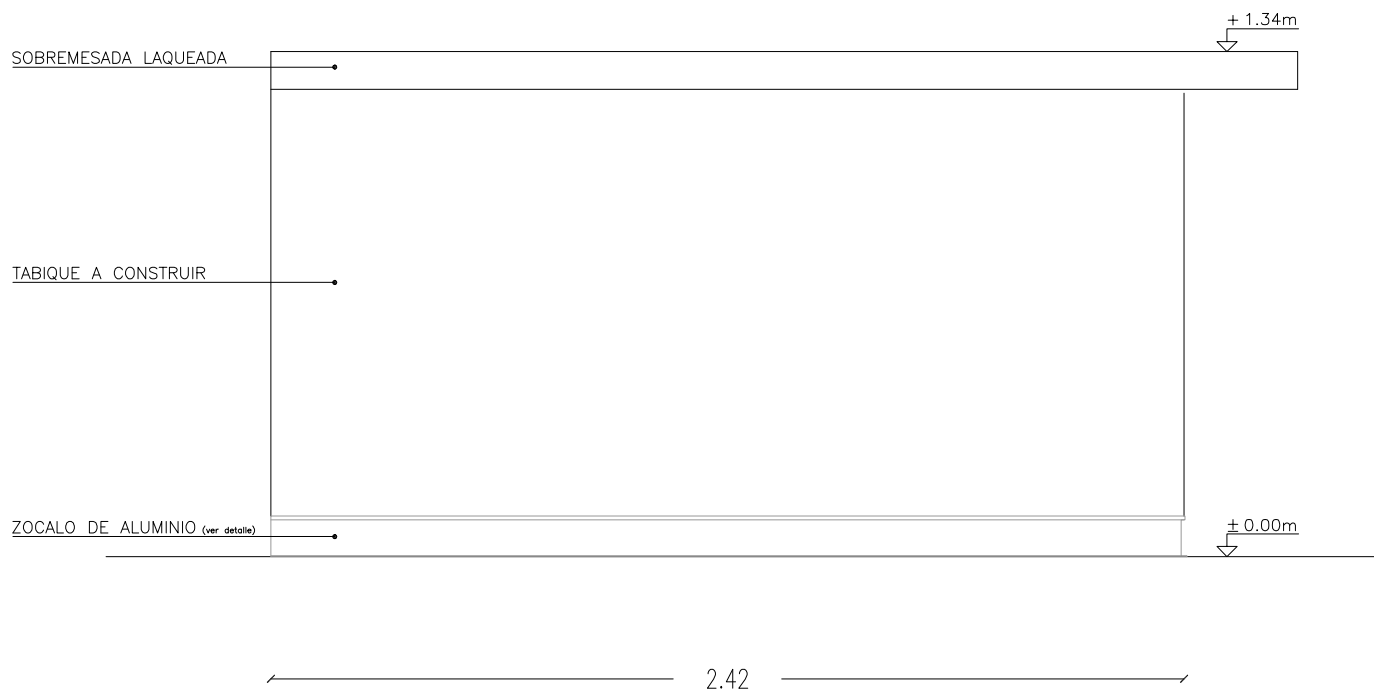 + 1.34m
SOBREMESADA LAQUEADA
TABIQUE A CONSTRUIR
ZOCALO DE ALUMINIO (ver detalle)
± 0.00m
2.42